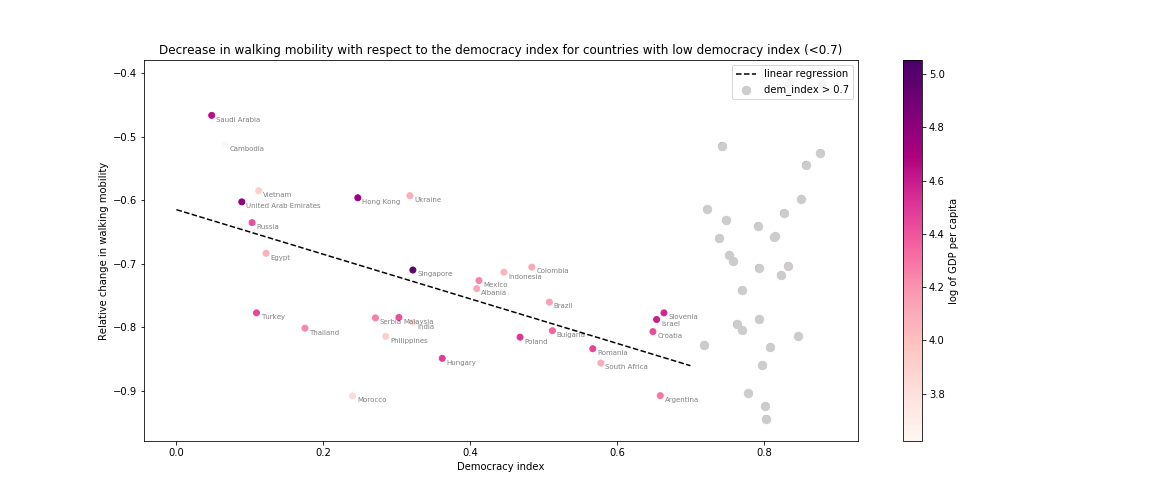 Decrease in walking mobility with respect to the democracy index for countries with low democracy index (<0.7)
linear regression
dem_index > 0.7
−0.4
−0.5
−0.6
−0.7
−0.8
−0.9
Relative change in walking mobility
0.0
0.2
0.4
0.6
0.8
Democracy index
Saudi Arabia
Cambodia
Vietnam
United Arab Emirates
Hong Kong
Ukraine
Russia
Egypt
Singapore
Colombia
Indonesia
Mexico
Albania
Brazil
Turkey
Thailand
Serbia
Malaysia
India
Philippines
Hungary
Poland
Bulgaria
Slovenia
Israel
Croatia
Romania
South Africa
Morocco
Argentina
5.0
4.8
4.6
4.4
4.2
4.0
3.8
log of GDP per capita